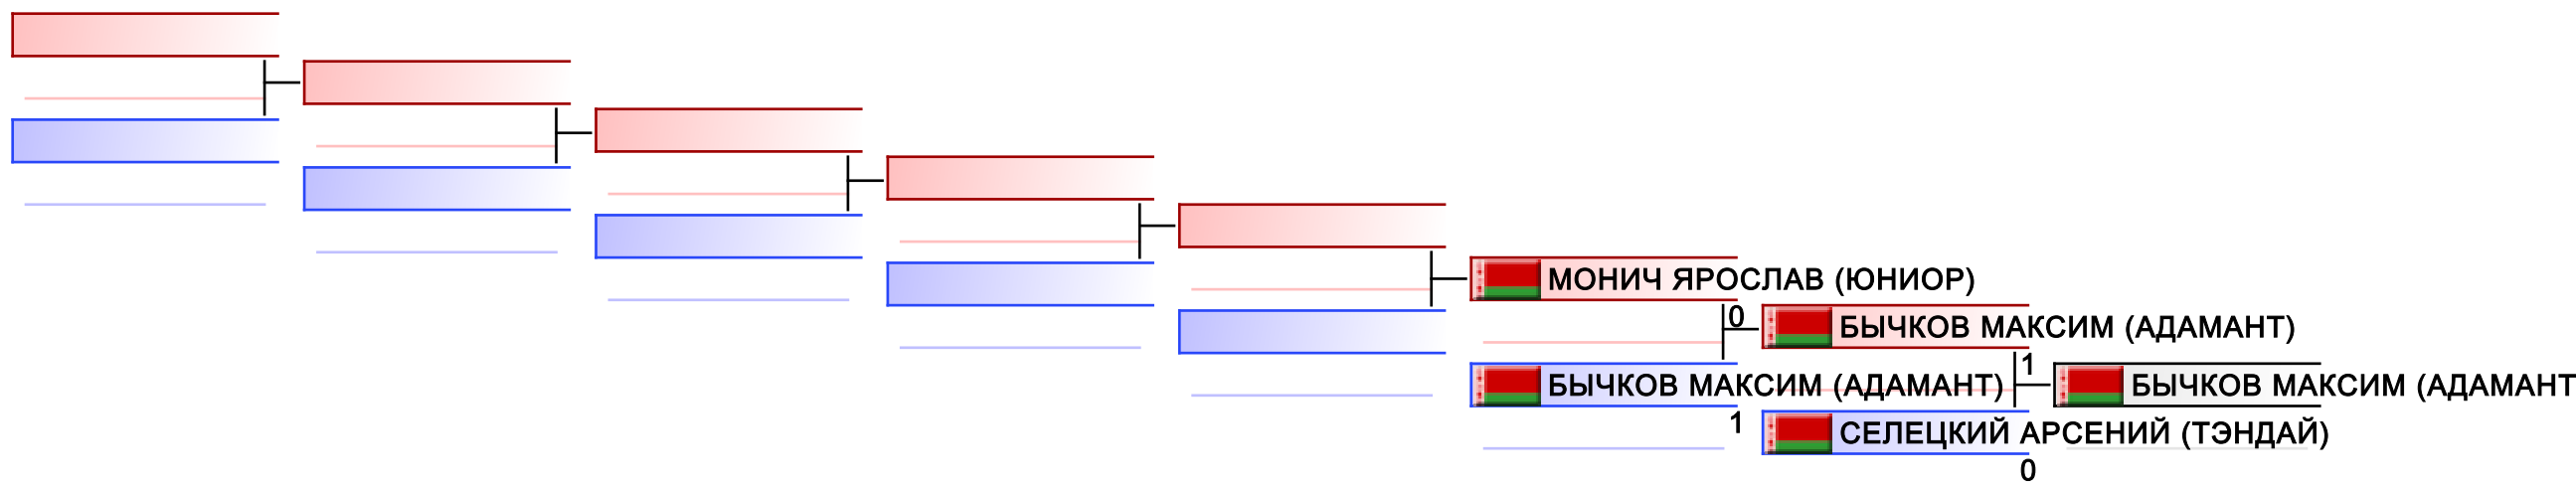 МОНИЧ ЯРОСЛАВ (ЮНИОР)
0
БЫЧКОВ МАКСИМ (АДАМАНТ)
1
БЫЧКОВ МАКСИМ (АДАМАНТ)
1
БЫЧКОВ МАКСИМ (АДАМАНТ
СЕЛЕЦКИЙ АРСЕНИЙ (ТЭНДАЙ)
0